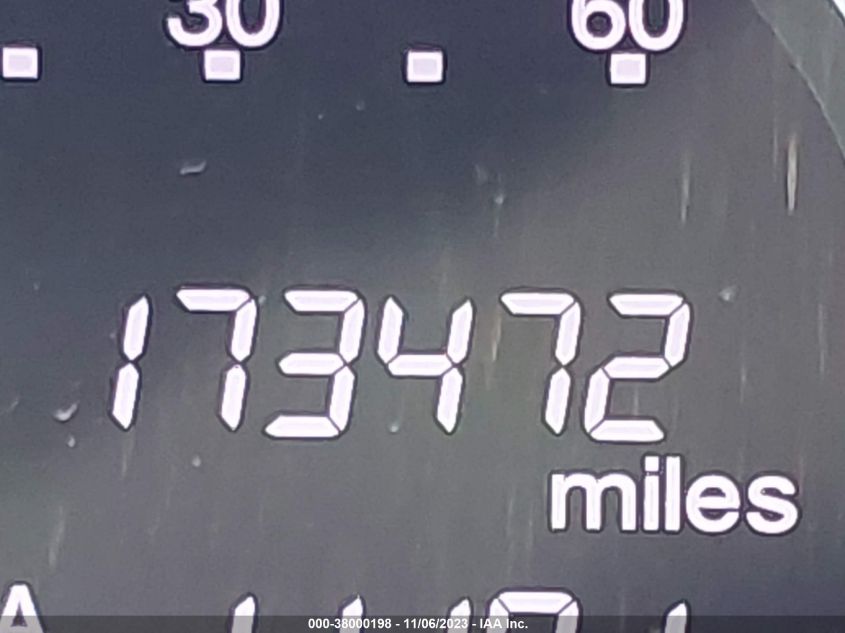 30 60
173472
miles
000-38000198 - 11/06/2023 - IAA Inc.